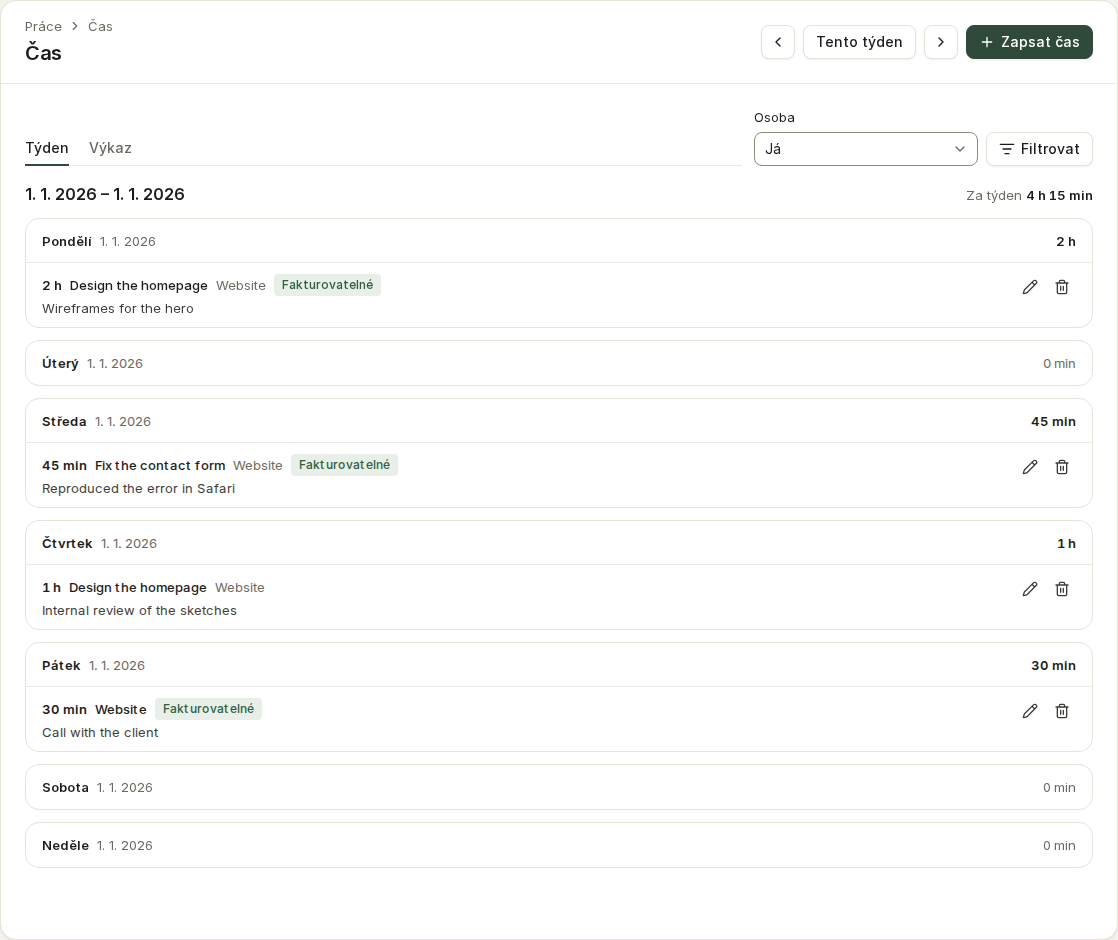 Práce > Čas
Čas
Tento týden
+ Zapsat čas
Osoba
Týden Výkaz
Já
Filtrovat
1. 1. 2026 – 1. 1. 2026
Za týden 4 h 15 min
Pondělí 1. 1. 2026 2 h
2 h Design the homepage Website Fakturovatelné
Wireframes for the hero
Úterý 1. 1. 2026 0 min
Středa 1. 1. 2026 45 min
45 min Fix the contact form Website Fakturovatelné
Reproduced the error in Safari
Čtvrtek 1. 1. 2026 1 h
1 h Design the homepage Website
Internal review of the sketches
Pátek 1. 1. 2026 30 min
30 min Website Fakturovatelné
Call with the client
Sobota 1. 1. 2026 0 min
Neděle 1. 1. 2026 0 min